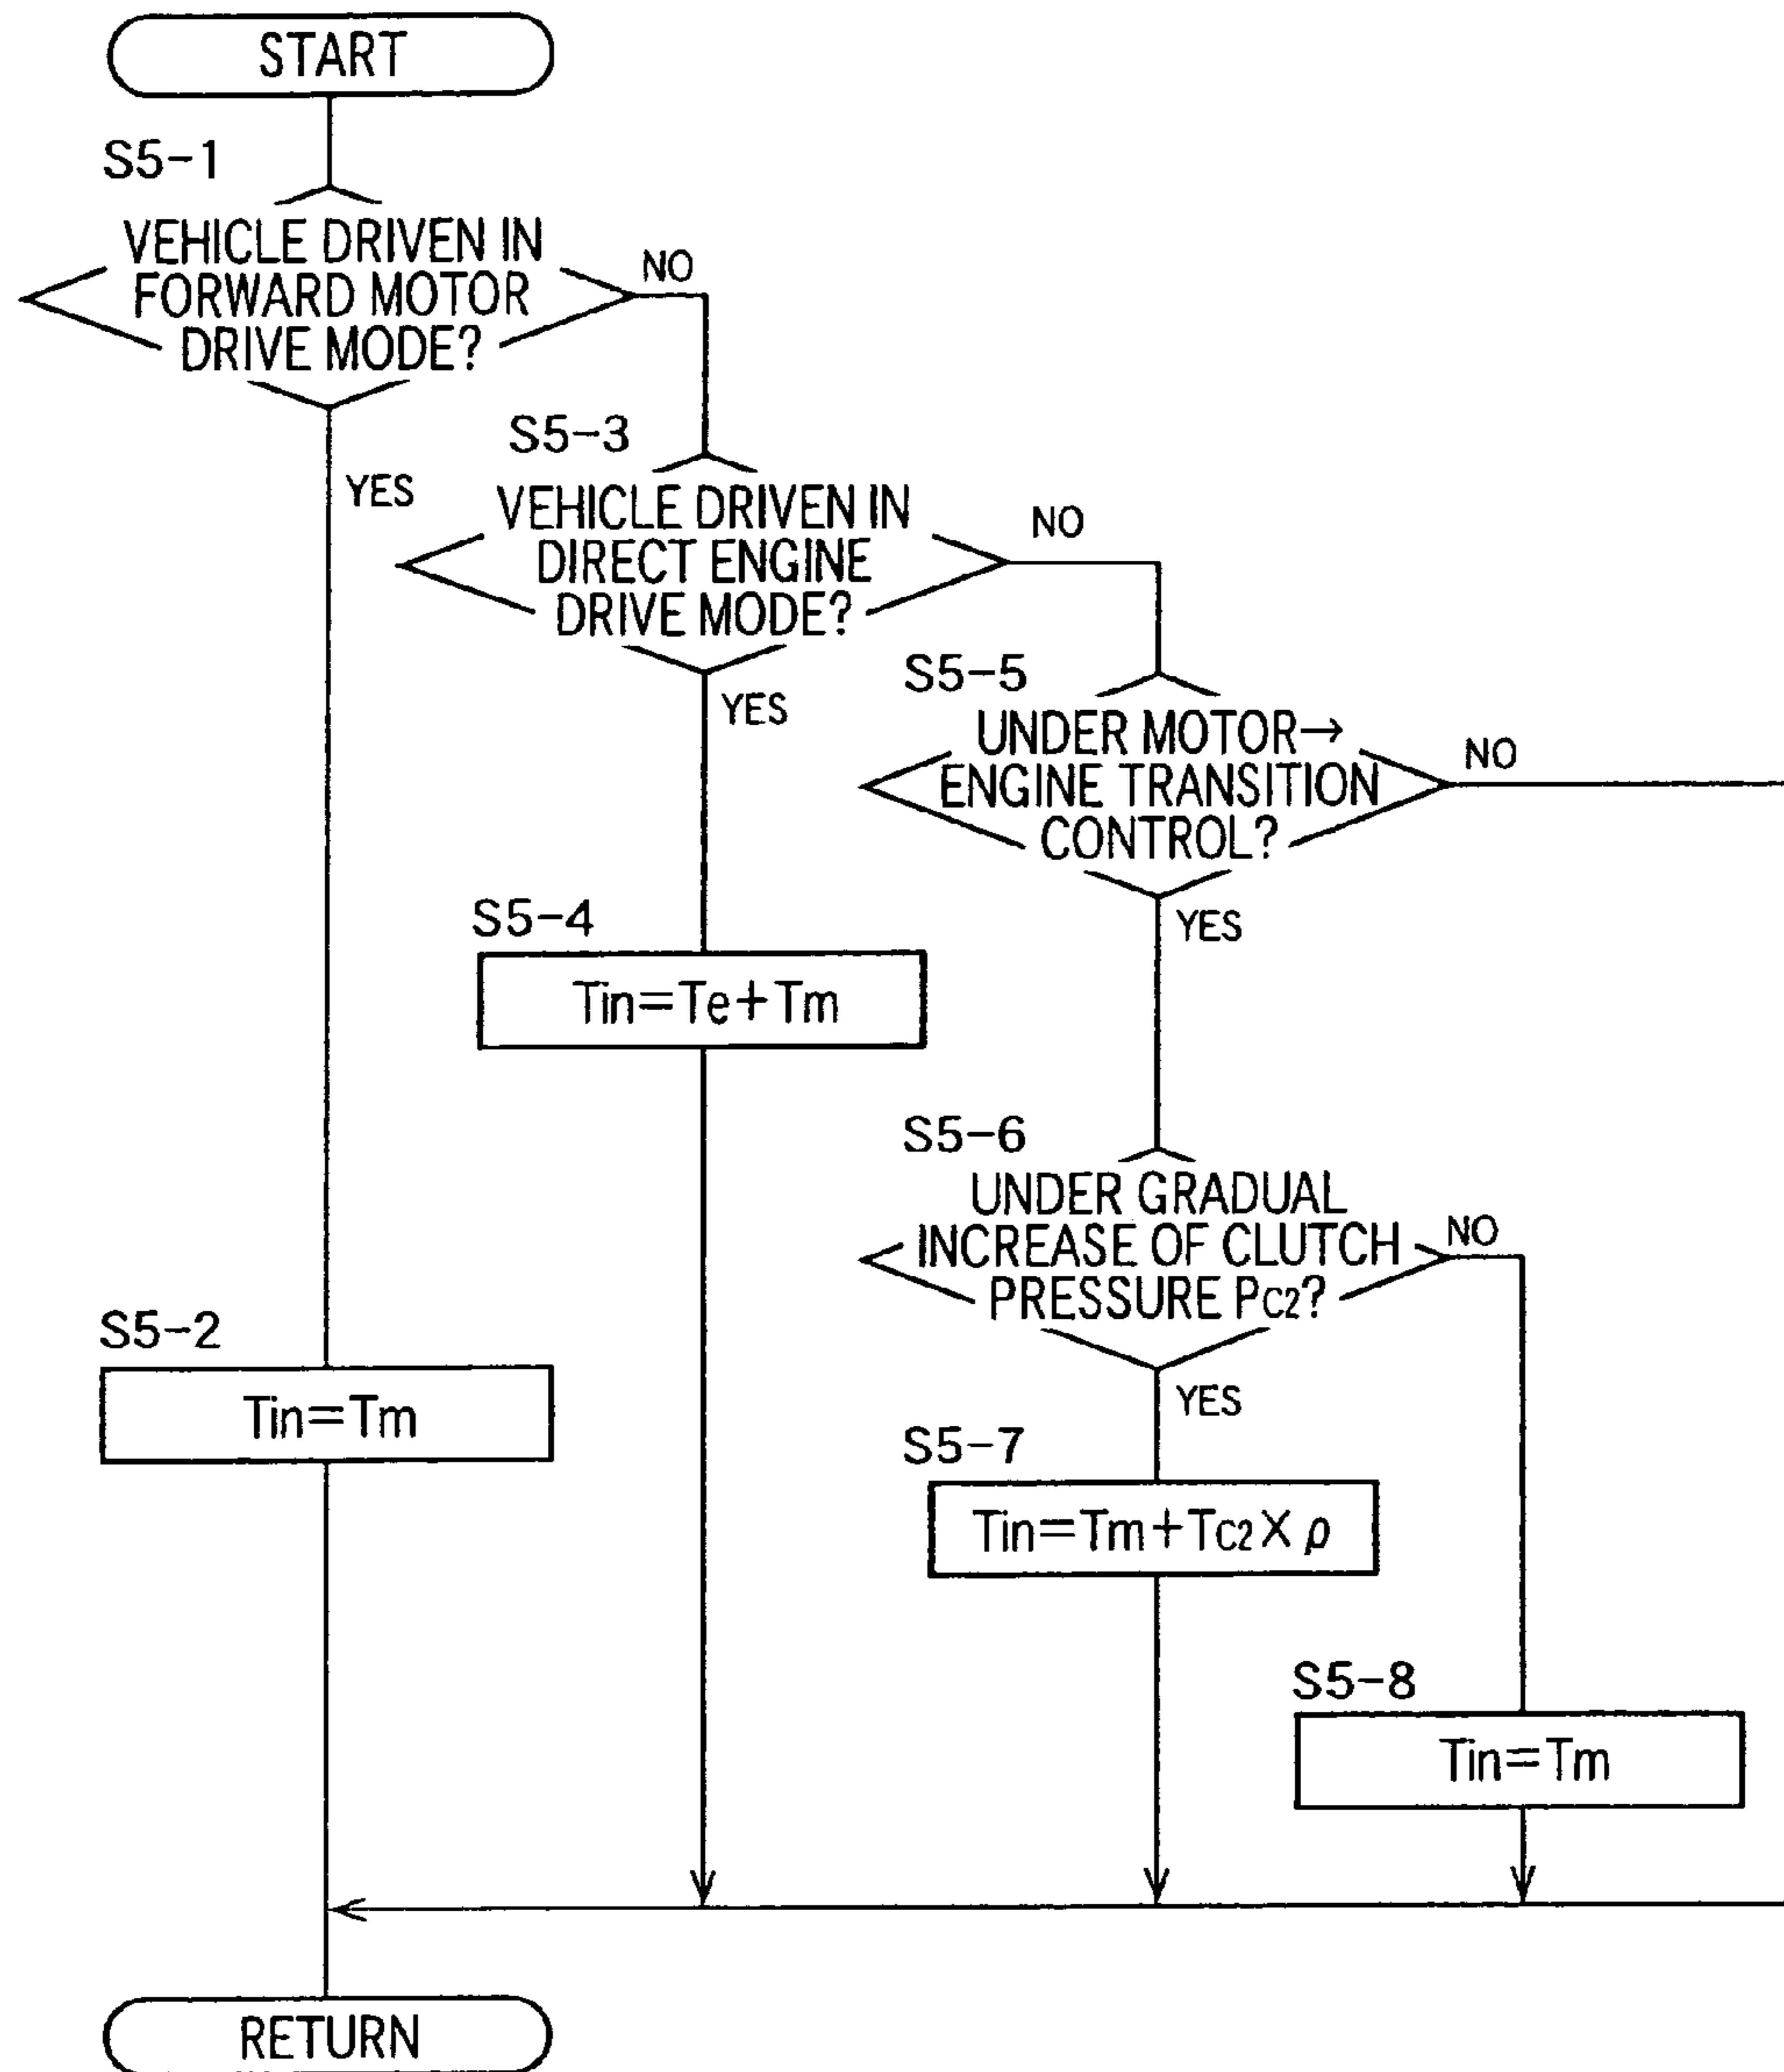 START
S5-1
VEHICLE DRIVEN IN
FORWARD MOTOR
DRIVE MODE?
NO
YES
S5-3
VEHICLE DRIVEN IN
DIRECT ENGINE
DRIVE MODE?
NO
YES
S5-5
UNDER MOTOR→
ENGINE TRANSITION
CONTROL?
NO
YES
S5-4
Tin=Te+Tm
S5-6
UNDER GRADUAL
INCREASE OF CLUTCH
PRESSURE PC2?
NO
YES
S5-2
Tin=Tm
S5-7
Tin=Tm+TC2×ρ
S5-8
Tin=Tm
RETURN